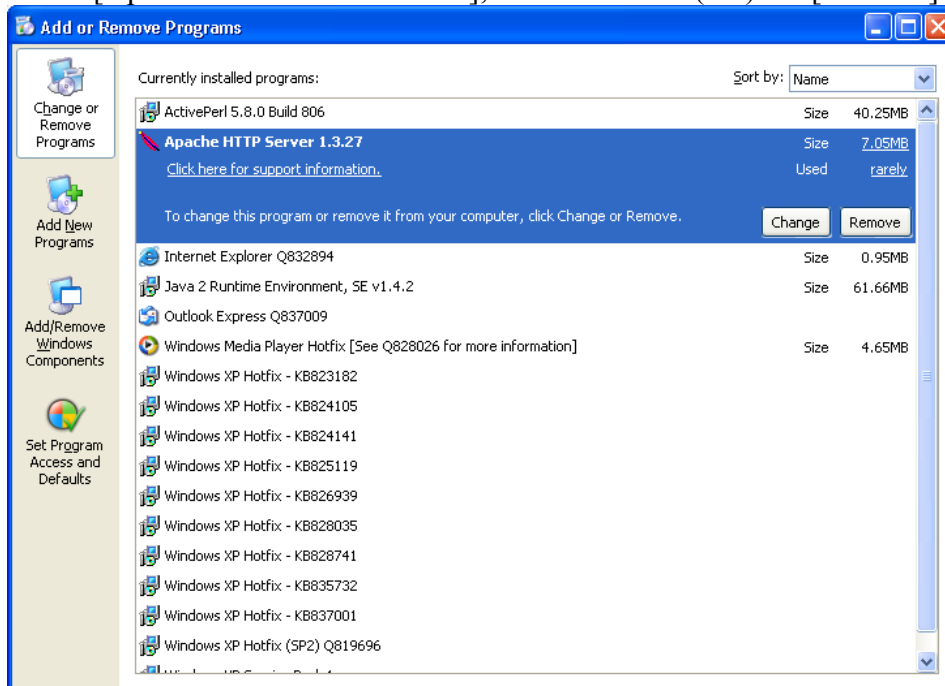 Add or Remove Programs
Change or
Remove
Programs
Add New
Programs
Add/Remove
Windows
Components
Set Program
Access and
Defaults
Currently installed programs:
Sort by: Name
ActivePerl 5.8.0 Build 806 Size 40.25MB
Apache HTTP Server 1.3.27 Size 7.05MB
Click here for support information. Used rarely
To change this program or remove it from your computer, click Change or Remove. Change Remove
Internet Explorer Q832894 Size 0.95MB
Java 2 Runtime Environment, SE v1.4.2 Size 61.66MB
Outlook Express Q837009
Windows Media Player Hotfix [See Q828026 for more information] Size 4.65MB
Windows XP Hotfix - KB823182
Windows XP Hotfix - KB824105
Windows XP Hotfix - KB824141
Windows XP Hotfix - KB825119
Windows XP Hotfix - KB826939
Windows XP Hotfix - KB828035
Windows XP Hotfix - KB828741
Windows XP Hotfix - KB835732
Windows XP Hotfix - KB837001
Windows XP Hotfix (SP2) Q819696